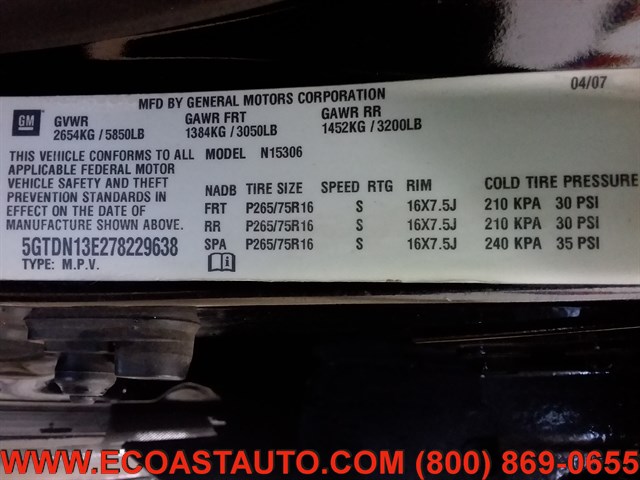 04/07
MFD BY GENERAL MOTORS CORPORATION
GM
GVWR GAWR FRT GAWR RR
2654KG / 5850LB 1384KG / 3050LB 1452KG / 3200LB
THIS VEHICLE CONFORMS TO ALL
APPLICABLE FEDERAL MOTOR
VEHICLE SAFETY AND THEFT
PREVENTION STANDARDS IN
EFFECT ON THE DATE OF
MANUFACTURE SHOWN ABOVE.
5GTDN13E278229638
TYPE: M.P.V.
MODEL N15306
NADB TIRE SIZE SPEED RTG RIM COLD TIRE PRESSURE
FRT P265/75R16 S 16X7.5J 210 KPA 30 PSI
RR P265/75R16 S 16X7.5J 210 KPA 30 PSI
SPA P265/75R16 S 16X7.5J 240 KPA 35 PSI
WWW.ECOASTAUTO.COM (800) 869-0655